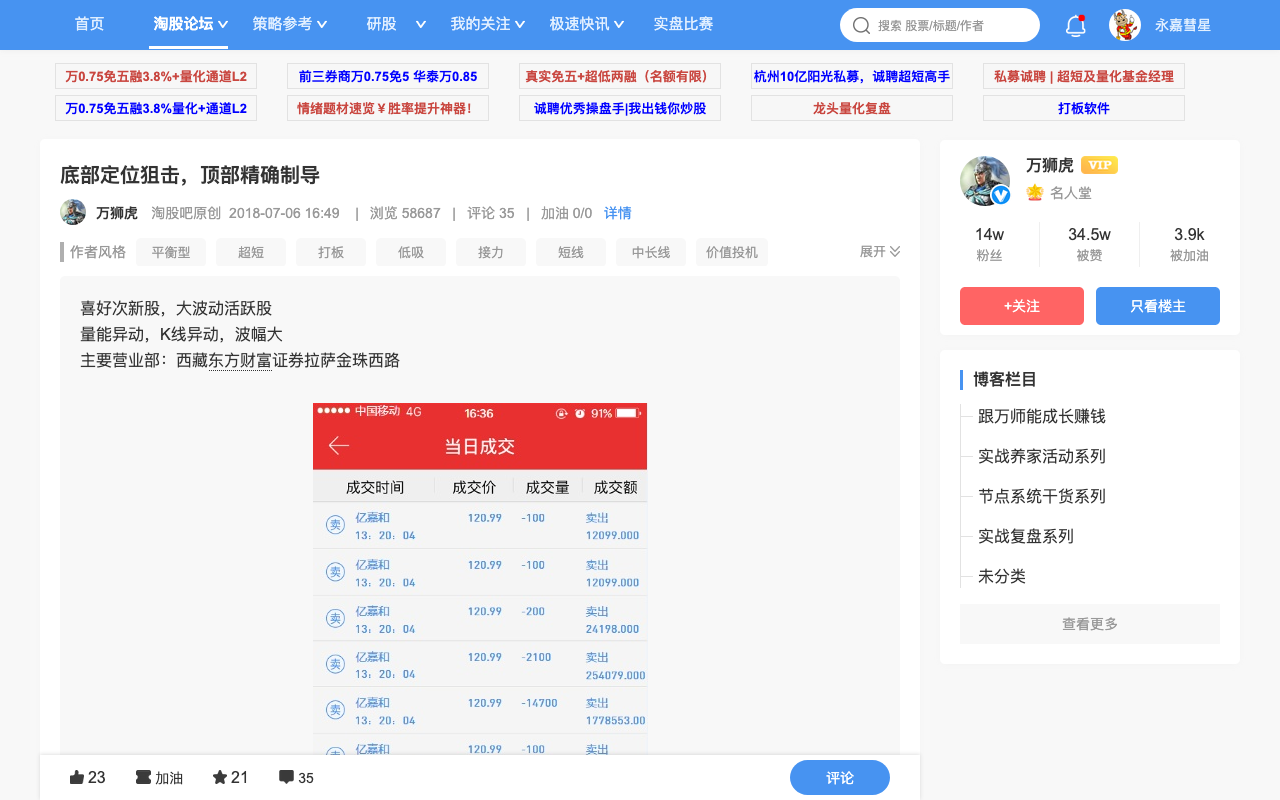 首页 淘股论坛 策略参考 研股 我的关注 极速快讯 实盘比赛 搜索 股票/标题/作者 永嘉彗星
万0.75免五融3.8%+量化通道L2 前三券商万0.75免5 华泰万0.85 真实免五+超低两融（名额有限） 杭州10亿阳光私募，诚聘超短高手 私募诚聘 | 超短及量化基金经理
万0.75免五融3.8%量化+通道L2 情绪题材速览￥胜率提升神器！ 诚聘优秀操盘手|我出钱你炒股 龙头量化复盘 打板软件
底部定位狙击，顶部精确制导
万狮虎 淘股吧原创 2018-07-06 16:49 | 浏览 58687 | 评论 35 | 加油 0/0 详情
作者风格 平衡型 超短 打板 低吸 接力 短线 中长线 价值投机 展开
喜好次新股，大波动活跃股
量能异动，K线异动，波幅大
主要营业部：西藏东方财富证券拉萨金珠西路
中国移动 4G 16:36 91%
当日成交
成交时间 成交价 成交量 成交额
卖 亿嘉和 120.99 -100 卖出
13：20：04 12099.000
卖 亿嘉和 120.99 -100 卖出
13：20：04 12099.000
卖 亿嘉和 120.99 -200 卖出
13：20：04 24198.000
卖 亿嘉和 120.99 -2100 卖出
13：20：04 254079.000
卖 亿嘉和 120.99 -14700 卖出
13：20：04 1778553.00
亿嘉和 120.99 -100 卖出
23 加油 21 35 评论
万狮虎 VIP
名人堂
14w 34.5w 3.9k
粉丝 被赞 被加油
+关注 只看楼主
博客栏目
跟万师能成长赚钱
实战养家活动系列
节点系统干货系列
实战复盘系列
未分类
查看更多